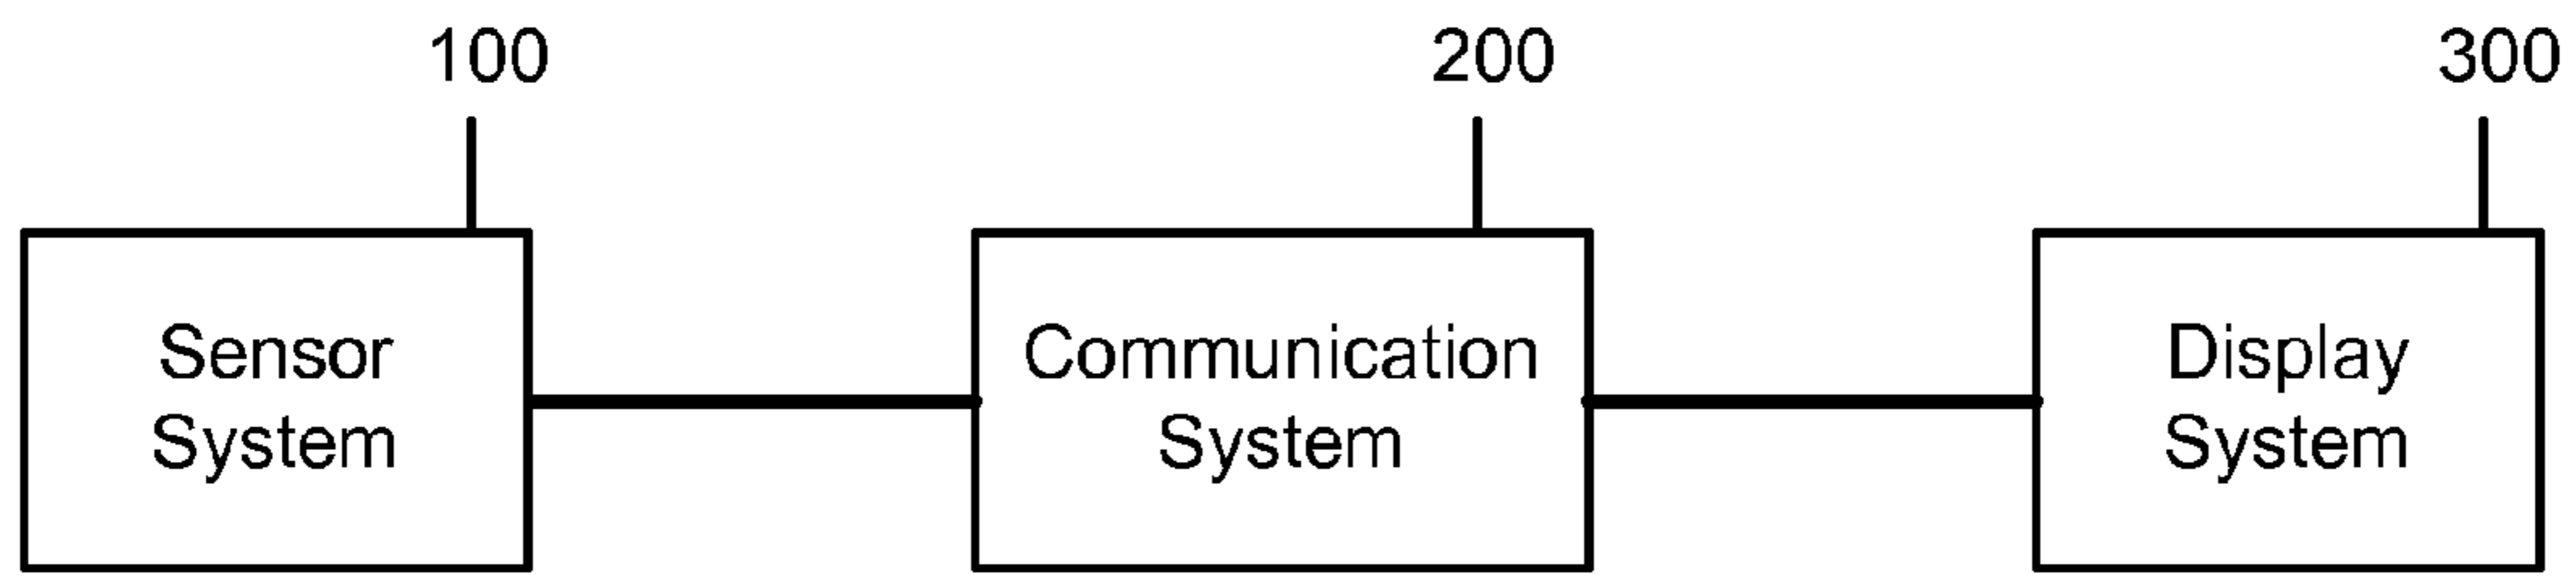 100
200
300
Sensor
System
Communication
System
Display
System